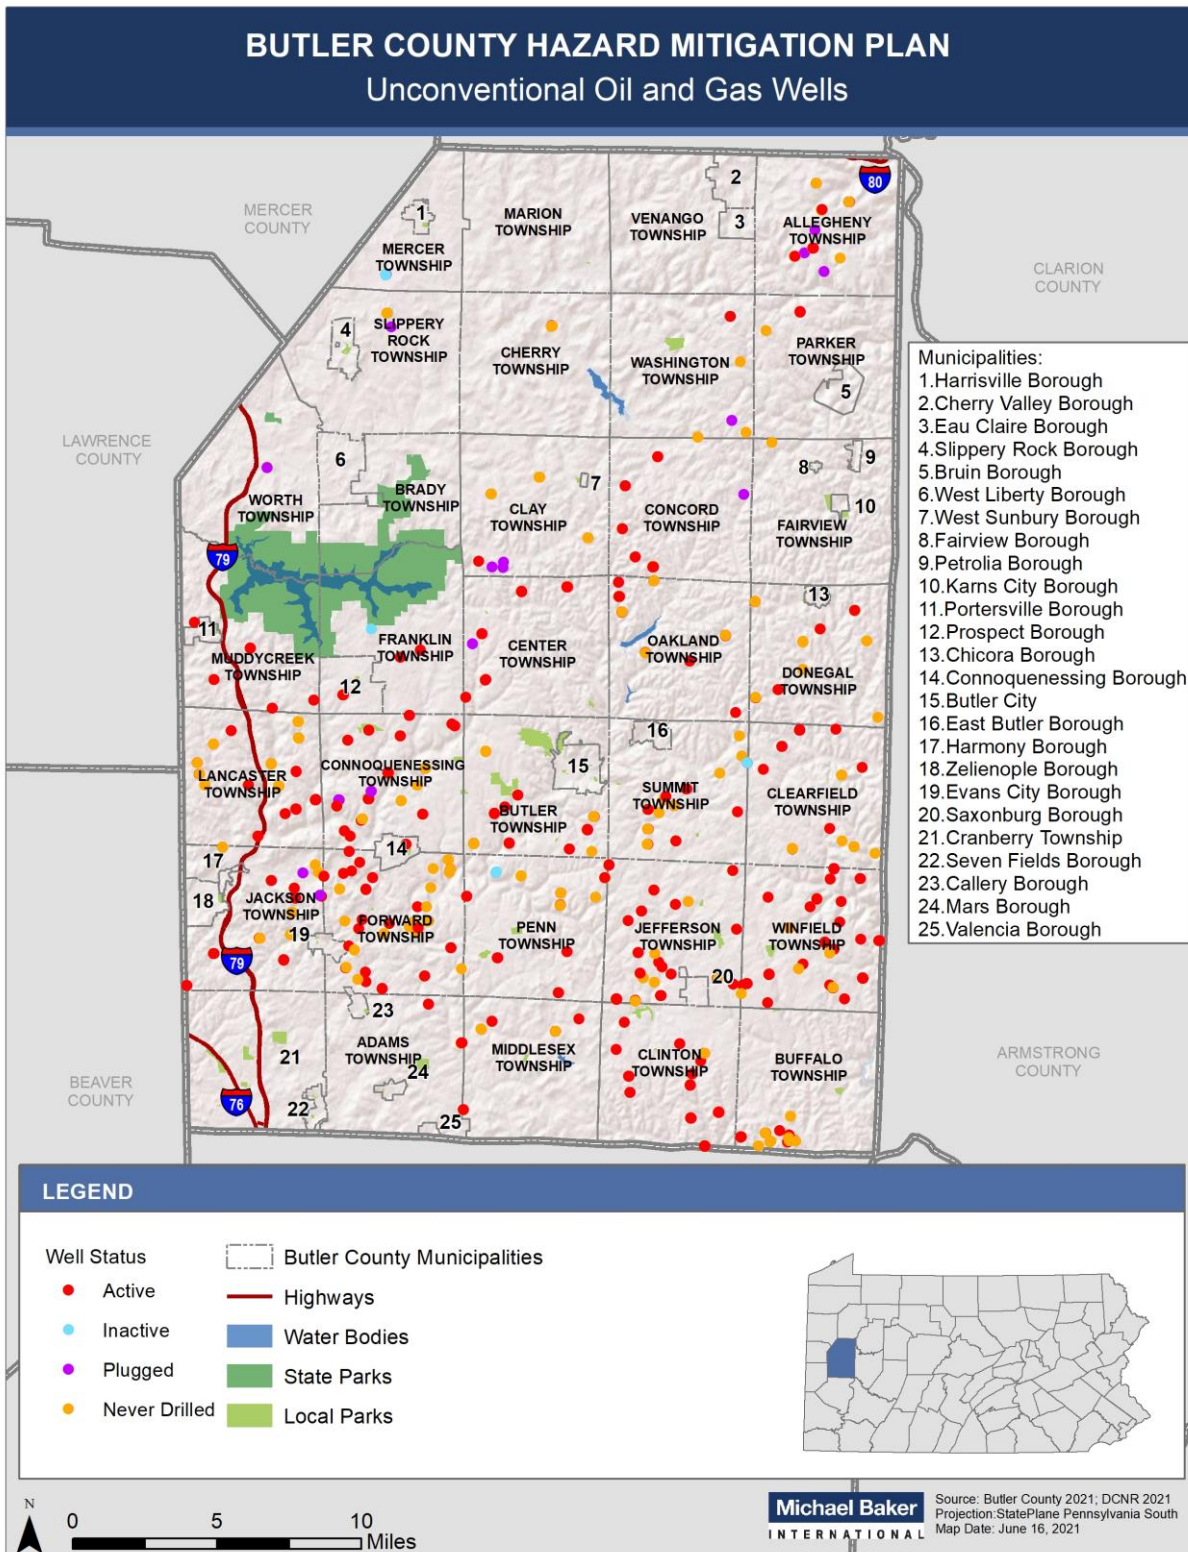 BUTLER COUNTY HAZARD MITIGATION PLAN
Unconventional Oil and Gas Wells
MERCER
COUNTY
CLARION
COUNTY
LAWRENCE
COUNTY
BEAVER
COUNTY
ARMSTRONG
COUNTY
80
1
2
3
MERCER
TOWNSHIP
MARION
TOWNSHIP
VENANGO
TOWNSHIP
ALLEGHENY
TOWNSHIP
4
SLIPPERY
ROCK
TOWNSHIP
CHERRY
TOWNSHIP
WASHINGTON
TOWNSHIP
PARKER
TOWNSHIP
5
6
WORTH
TOWNSHIP
BRADY
TOWNSHIP
7
CLAY
TOWNSHIP
CONCORD
TOWNSHIP
8
9
10
FAIRVIEW
TOWNSHIP
79
11
MUDDYCREEK
TOWNSHIP
FRANKLIN
TOWNSHIP
12
CENTER
TOWNSHIP
OAKLAND
TOWNSHIP
13
DONEGAL
TOWNSHIP
LANCASTER
TOWNSHIP
CONNOQUENESSING
TOWNSHIP
14
15
BUTLER
TOWNSHIP
16
SUMMIT
TOWNSHIP
CLEARFIELD
TOWNSHIP
17
18
JACKSON
TOWNSHIP
19
FORWARD
TOWNSHIP
PENN
TOWNSHIP
JEFFERSON
TOWNSHIP
20
WINFIELD
TOWNSHIP
79
21
22
23
ADAMS
TOWNSHIP
24
25
MIDDLESEX
TOWNSHIP
CLINTON
TOWNSHIP
BUFFALO
TOWNSHIP
76
Municipalities:
1.Harrisville Borough
2.Cherry Valley Borough
3.Eau Claire Borough
4.Slippery Rock Borough
5.Bruin Borough
6.West Liberty Borough
7.West Sunbury Borough
8.Fairview Borough
9.Petrolia Borough
10.Karns City Borough
11.Portersville Borough
12.Prospect Borough
13.Chicora Borough
14.Connoquenessing Borough
15.Butler City
16.East Butler Borough
17.Harmony Borough
18.Zelienople Borough
19.Evans City Borough
20.Saxonburg Borough
21.Cranberry Township
22.Seven Fields Borough
23.Callery Borough
24.Mars Borough
25.Valencia Borough
LEGEND
Well Status
Active
Inactive
Plugged
Never Drilled
Butler County Municipalities
Highways
Water Bodies
State Parks
Local Parks
N
0 5 10
Miles
Michael Baker
INTERNATIONAL
Source: Butler County 2021; DCNR 2021
Projection:StatePlane Pennsylvania South
Map Date: June 16, 2021